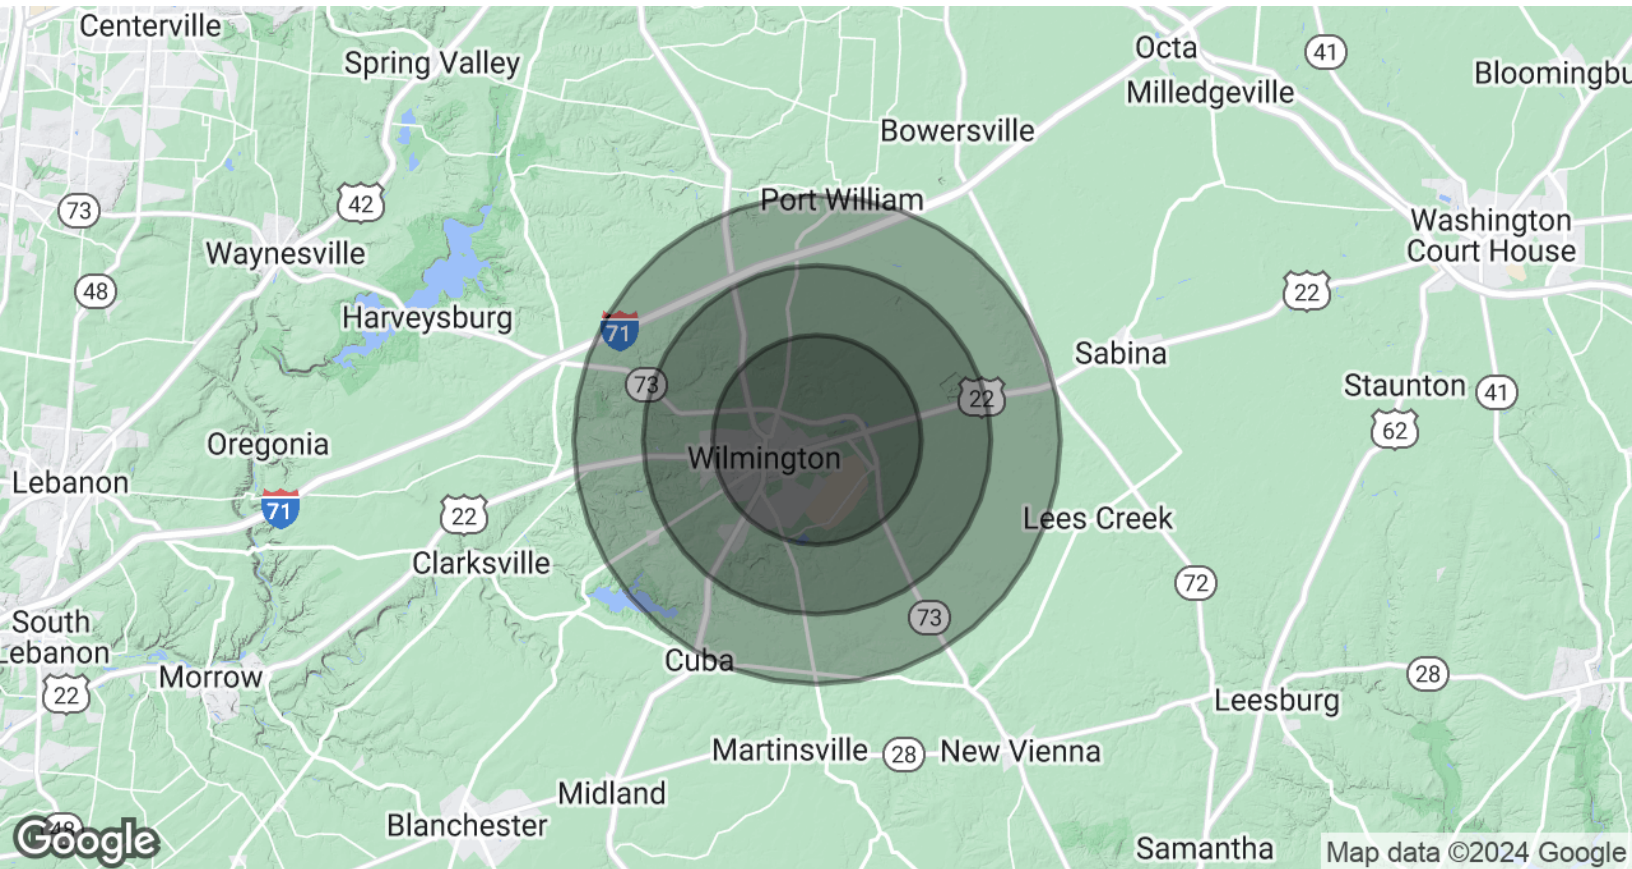 Centerville
Spring Valley
Octa
41
Bloomingbu
Milledgeville
Bowersville
73
42
Port William
Washington
Court House
Waynesville
48
22
Harveysburg
71
Sabina
73
22
Staunton
41
62
Oregonia
Wilmington
Lebanon
71
22
Lees Creek
Clarksville
72
South
Lebanon
73
Cuba
Morrow
28
22
Leesburg
Martinsville
28
New Vienna
Midland
Blanchester
48
Google
Samantha
Map data ©2024 Google